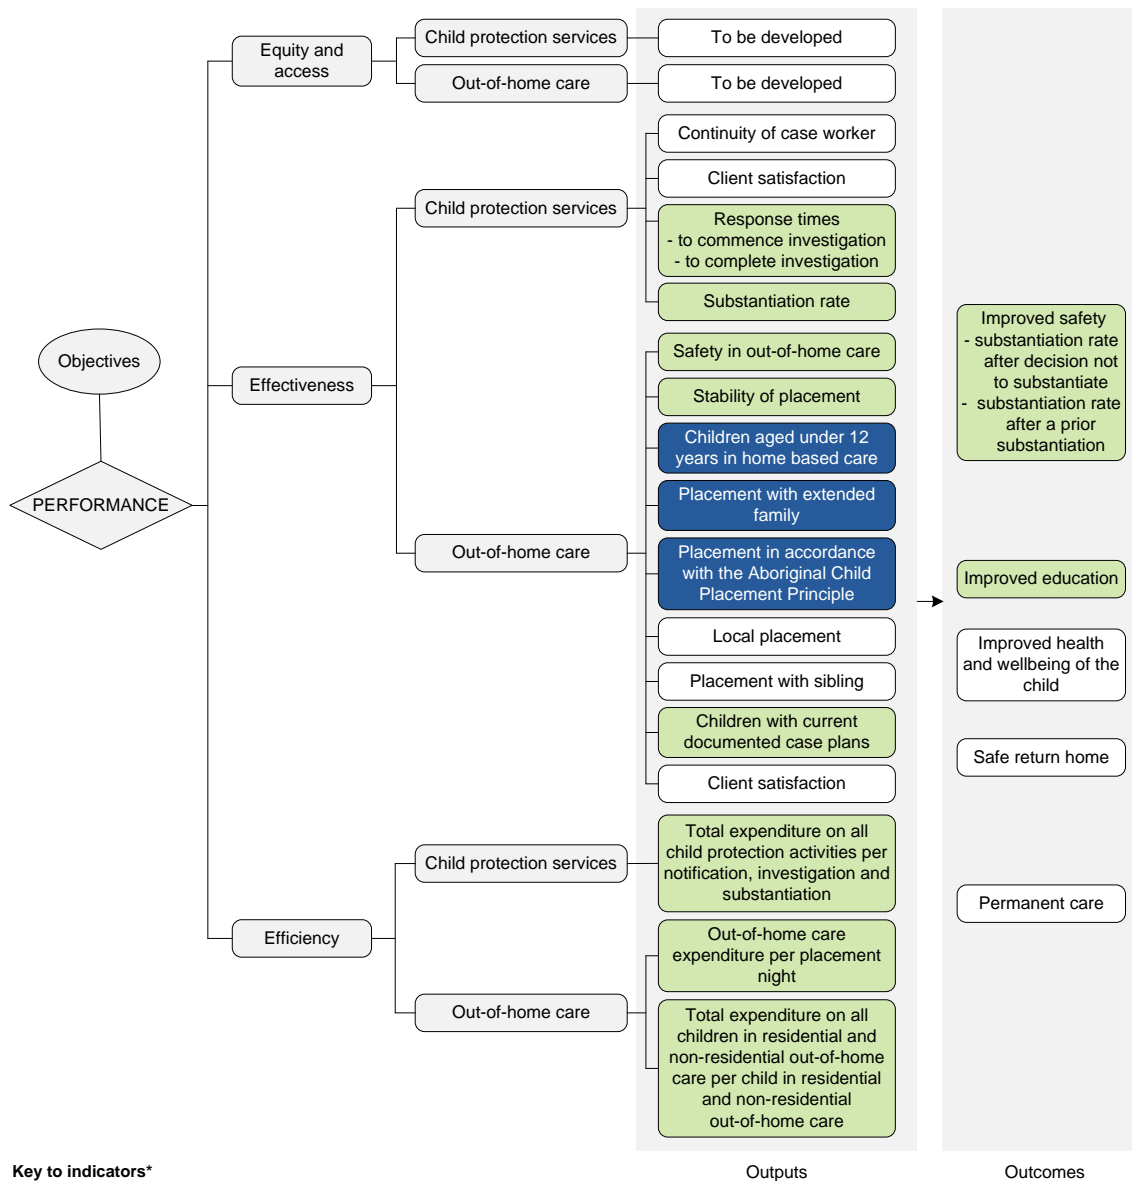 Objectives
PERFORMANCE
Equity and
access
Child protection services
To be developed
Out-of-home care
To be developed
Effectiveness
Child protection services
Continuity of case worker
Client satisfaction
Response times
- to commence investigation
- to complete investigation
Substantiation rate
Out-of-home care
Safety in out-of-home care
Stability of placement
Children aged under 12
years in home based care
Placement with extended
family
Placement in accordance
with the Aboriginal Child
Placement Principle
Local placement
Placement with sibling
Children with current
documented case plans
Client satisfaction
Efficiency
Child protection services
Total expenditure on all
child protection activities per
notification, investigation and
substantiation
Out-of-home care
Out-of-home care
expenditure per placement
night
Total expenditure on all
children in residential and
non-residential out-of-home
care per child in residential
and non-residential
out-of-home care
Improved safety
- substantiation rate
after decision not
to substantiate
- substantiation rate
after a prior
substantiation
Improved education
Improved health
and wellbeing of the
child
Safe return home
Permanent care
Key to indicators*
Outputs
Outcomes